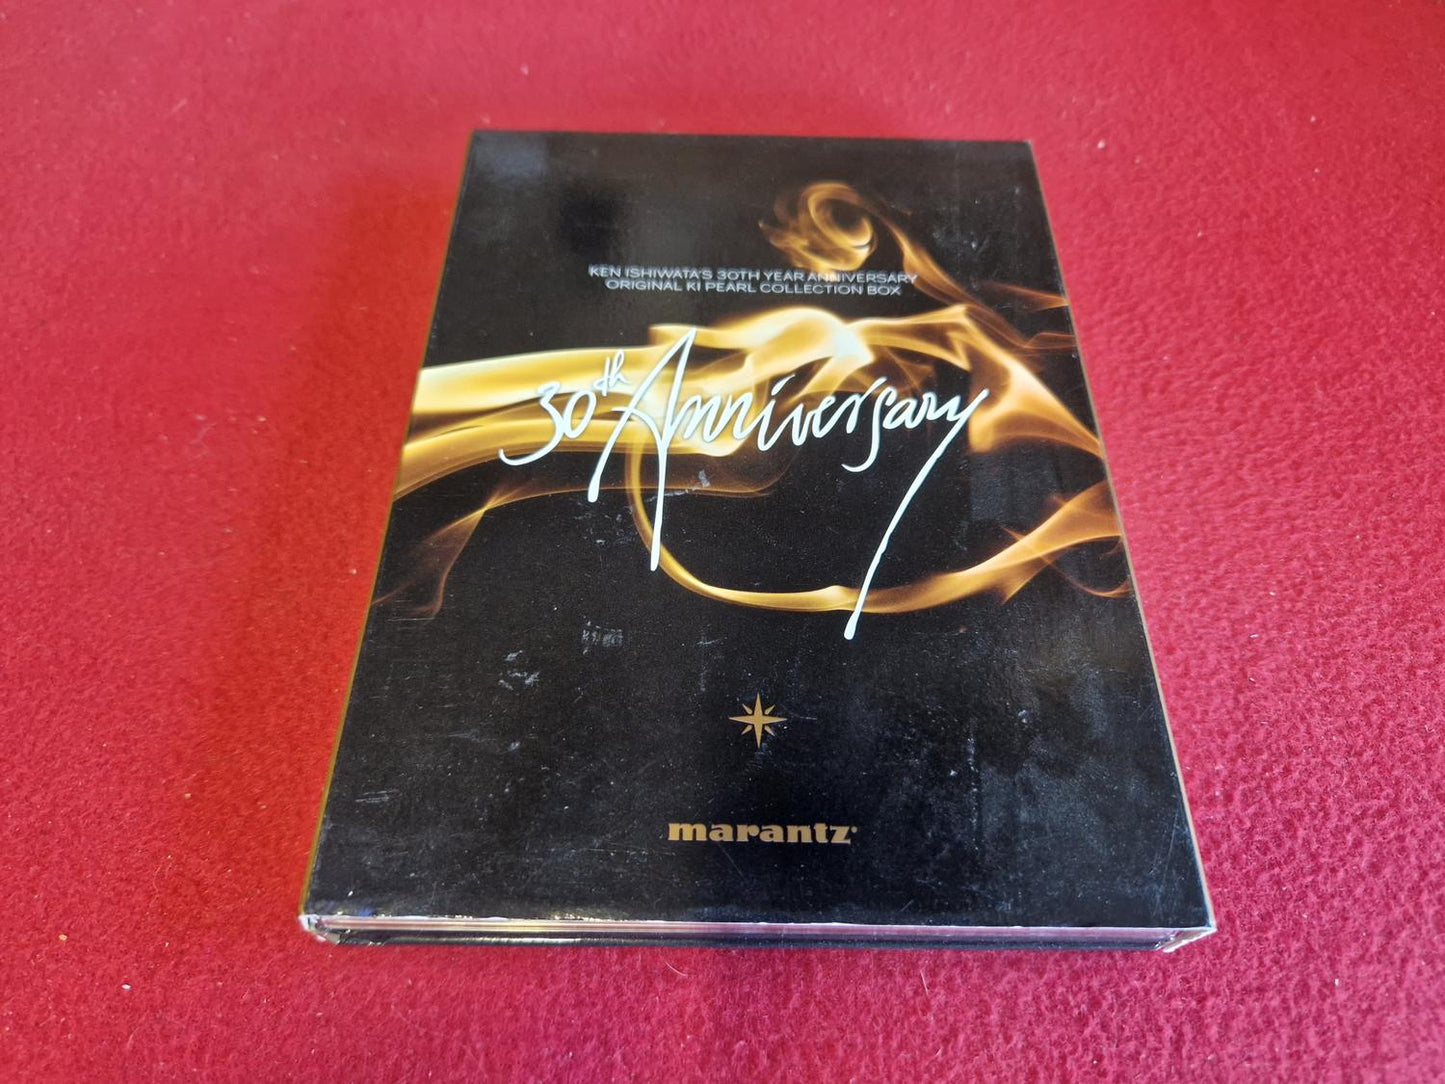 KEN ISHIWATA'S 30TH YEAR ANNIVERSARY
ORIGINAL KI PEARL COLLECTION BOX
30th Anniversary
marantz